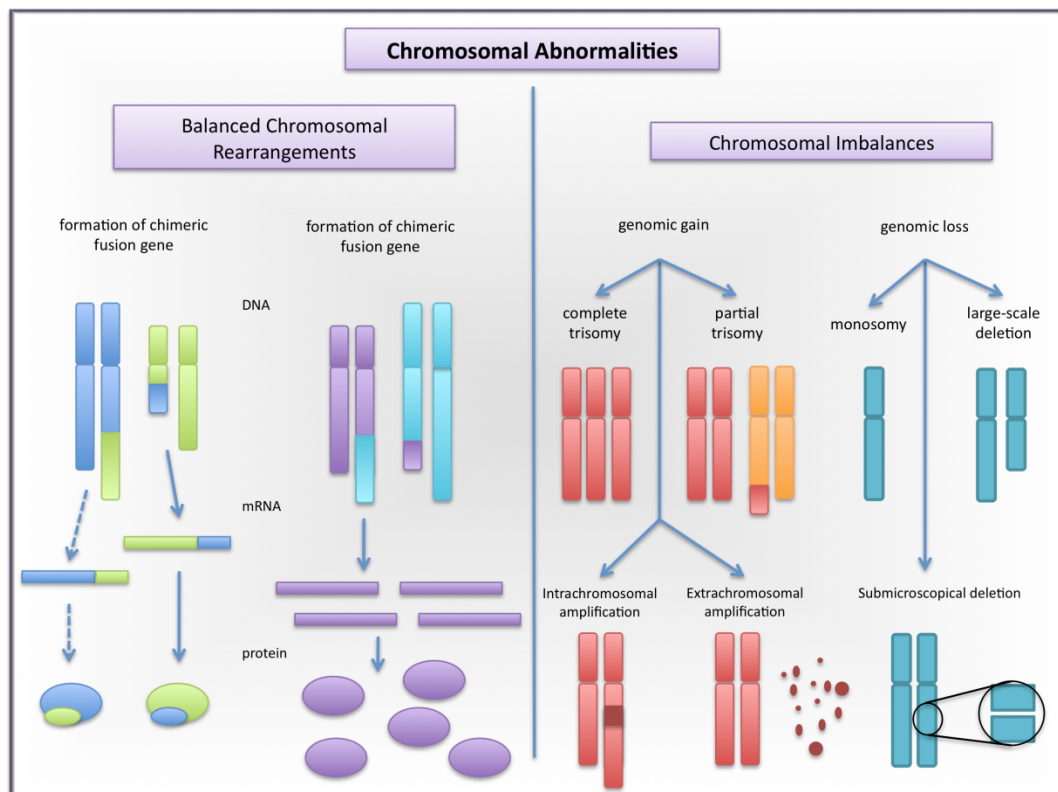 Chromosomal Abnormalities
Balanced Chromosomal
Rearrangements
Chromosomal Imbalances
formation of chimeric
fusion gene
formation of chimeric
fusion gene
genomic gain
genomic loss
DNA
complete
trisomy
partial
trisomy
monosomy
large-scale
deletion
mRNA
Intrachromosomal
amplification
Extrachromosomal
amplification
Submicroscopical deletion
protein